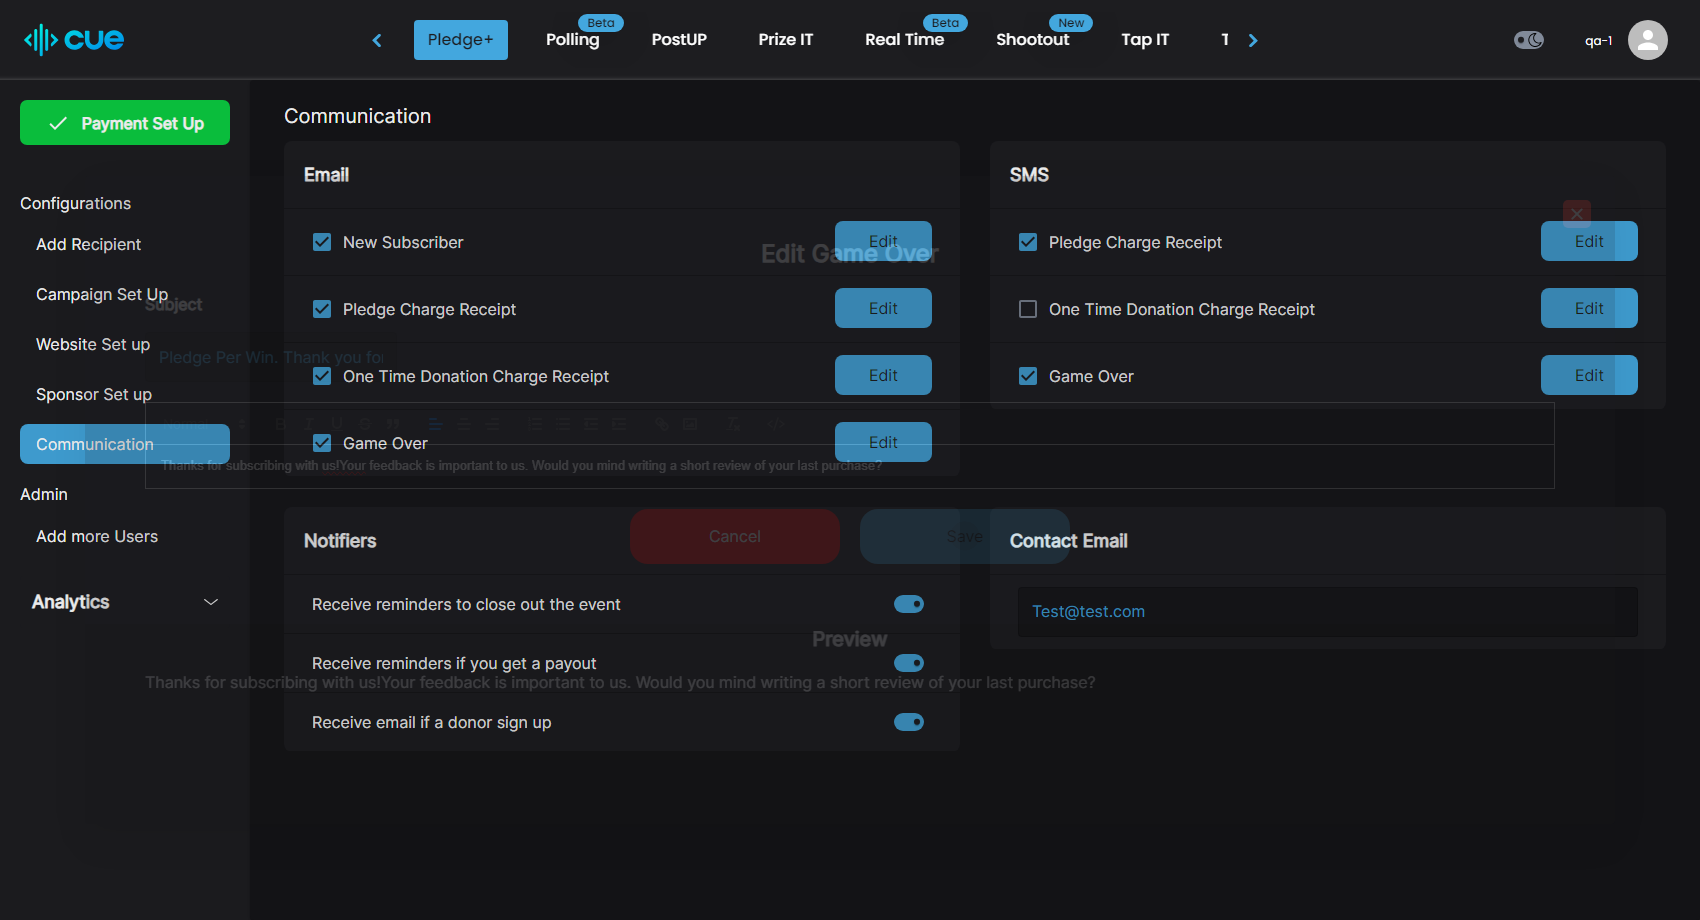 cue
Pledge+
Beta
Polling
PostUP
Prize IT
Beta
Real Time
New
Shootout
Tap IT
T
qa-1
Payment Set Up
Configurations
Add Recipient
Campaign Set Up
Website Set up
Sponsor Set up
Communication
Admin
Add more Users
Analytics
Communication
Email
New Subscriber
Edit
Pledge Charge Receipt
Edit
One Time Donation Charge Receipt
Edit
Game Over
Edit
SMS
Pledge Charge Receipt
Edit
One Time Donation Charge Receipt
Edit
Game Over
Edit
Notifiers
Receive reminders to close out the event
Receive reminders if you get a payout
Receive email if a donor sign up
Contact Email
Test@test.com
Edit Game Over
Subject
Pledge Per Win. Thank you for
Normal
Thanks for subscribing with us!Your feedback is important to us. Would you mind writing a short review of your last purchase?
Cancel
Save
Preview
Thanks for subscribing with us!Your feedback is important to us. Would you mind writing a short review of your last purchase?